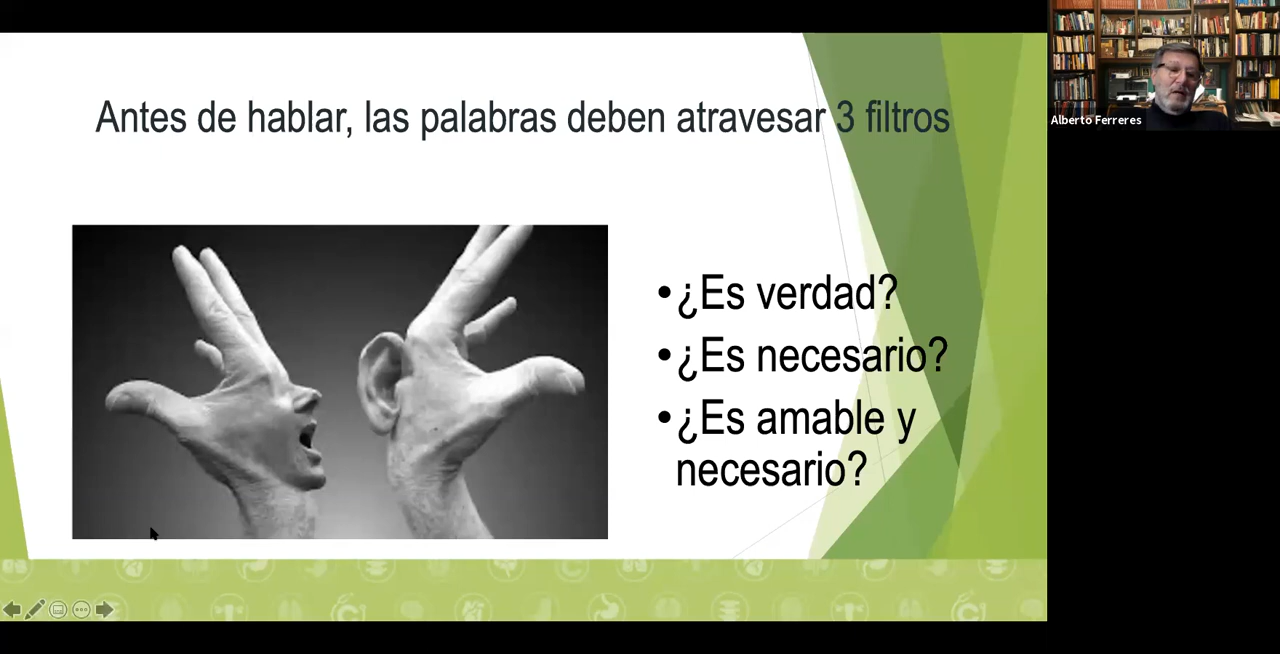 Antes de hablar, las palabras deben atravesar 3 filtros
•¿Es verdad?
•¿Es necesario?
•¿Es amable y
necesario?
Alberto Ferreres